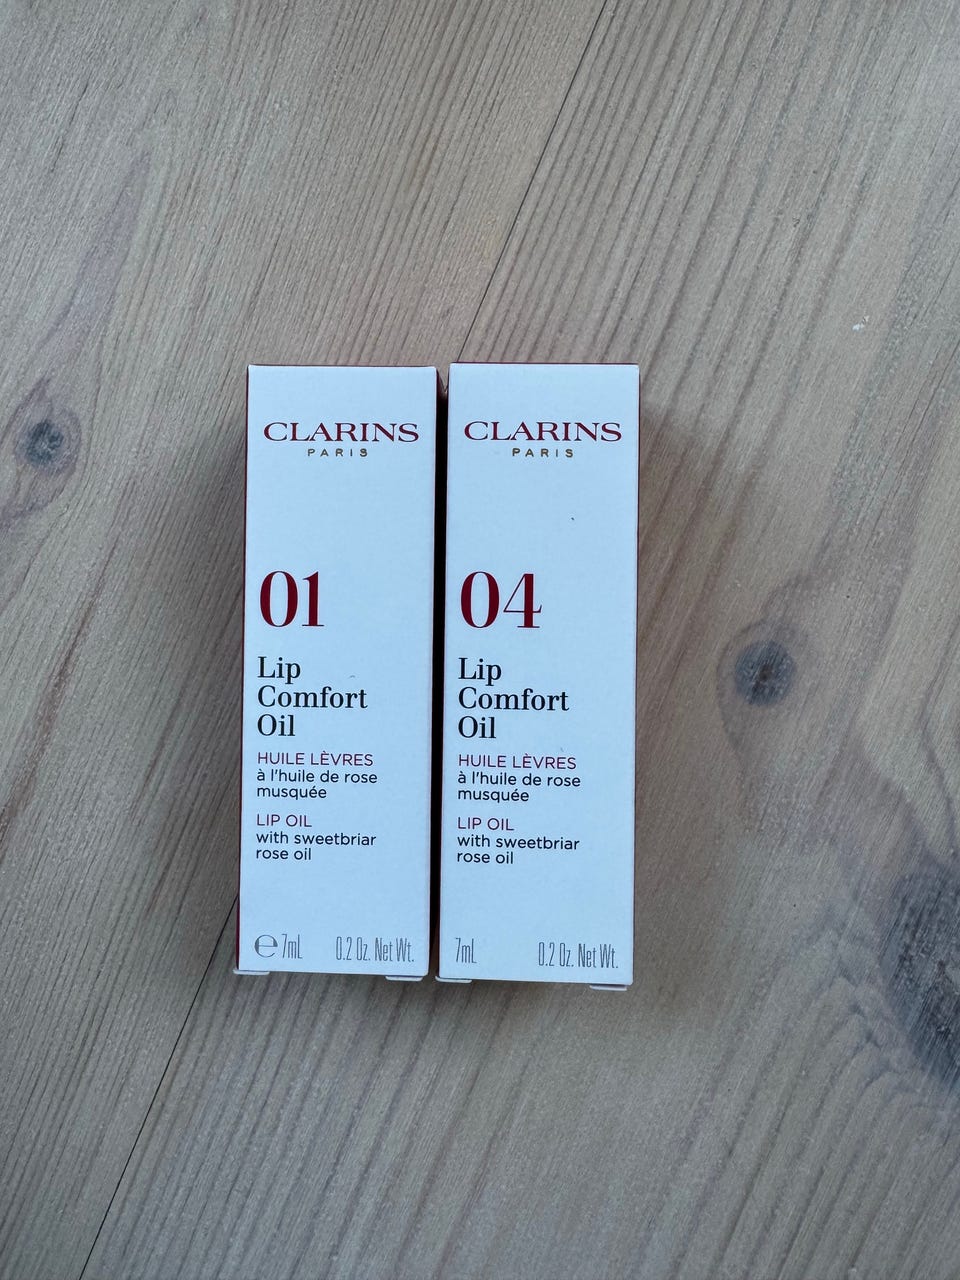 CLARINS
PARIS
01
Lip
Comfort
Oil
HUILE LÈVRES
à l'huile de rose
musquée
LIP OIL
with sweetbriar
rose oil
℮ 7mL 0.2 Oz. Net Wt.
CLARINS
PARIS
04
Lip
Comfort
Oil
HUILE LÈVRES
à l'huile de rose
musquée
LIP OIL
with sweetbriar
rose oil
7mL 0.2 Oz. Net Wt.